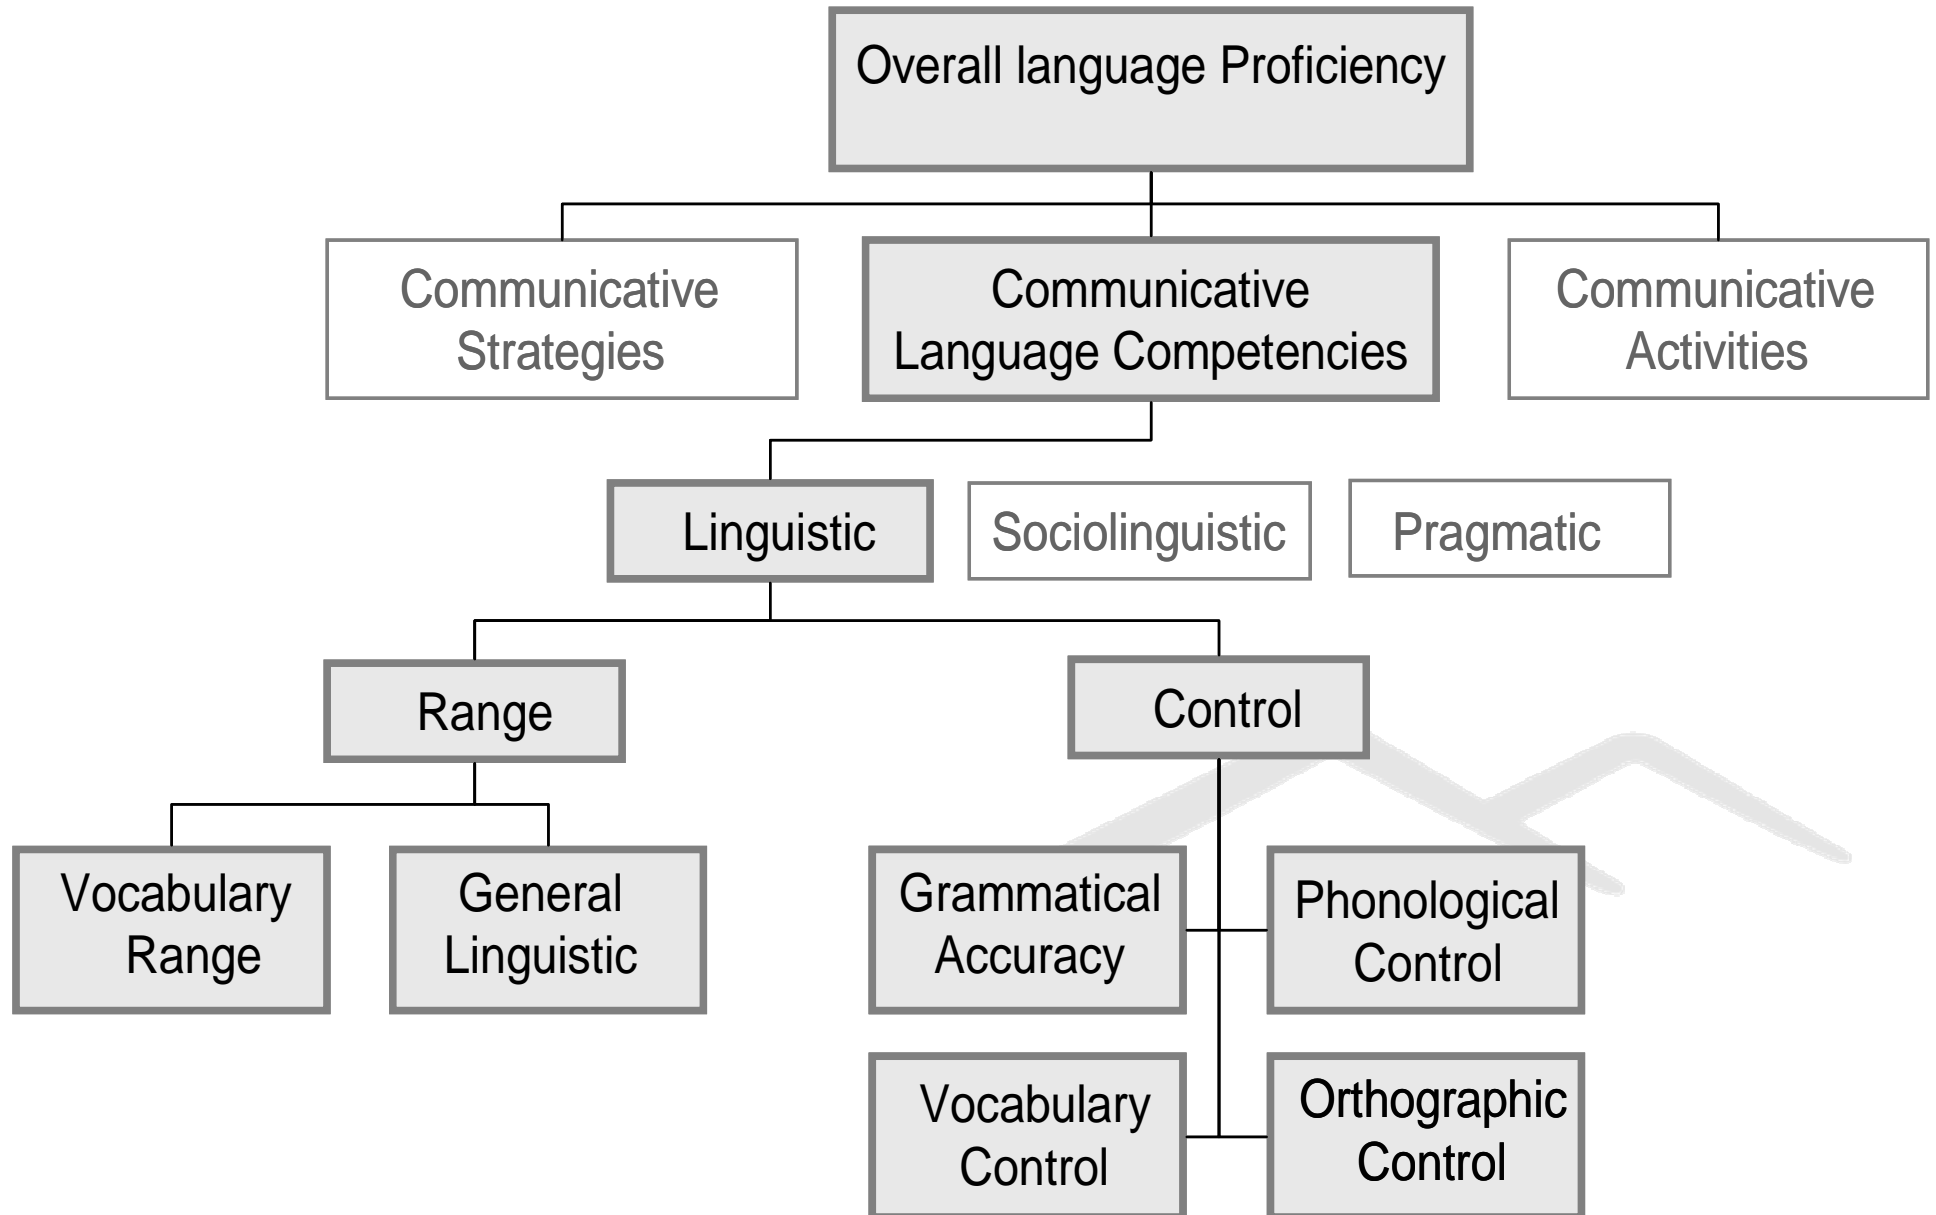 Overall language Proficiency
Communicative
Strategies
Communicative
Language Competencies
Communicative
Activities
Linguistic
Sociolinguistic
Pragmatic
Range
Control
Vocabulary
Range
General
Linguistic
Grammatical
Accuracy
Phonological
Control
Vocabulary
Control
Orthographic
Control